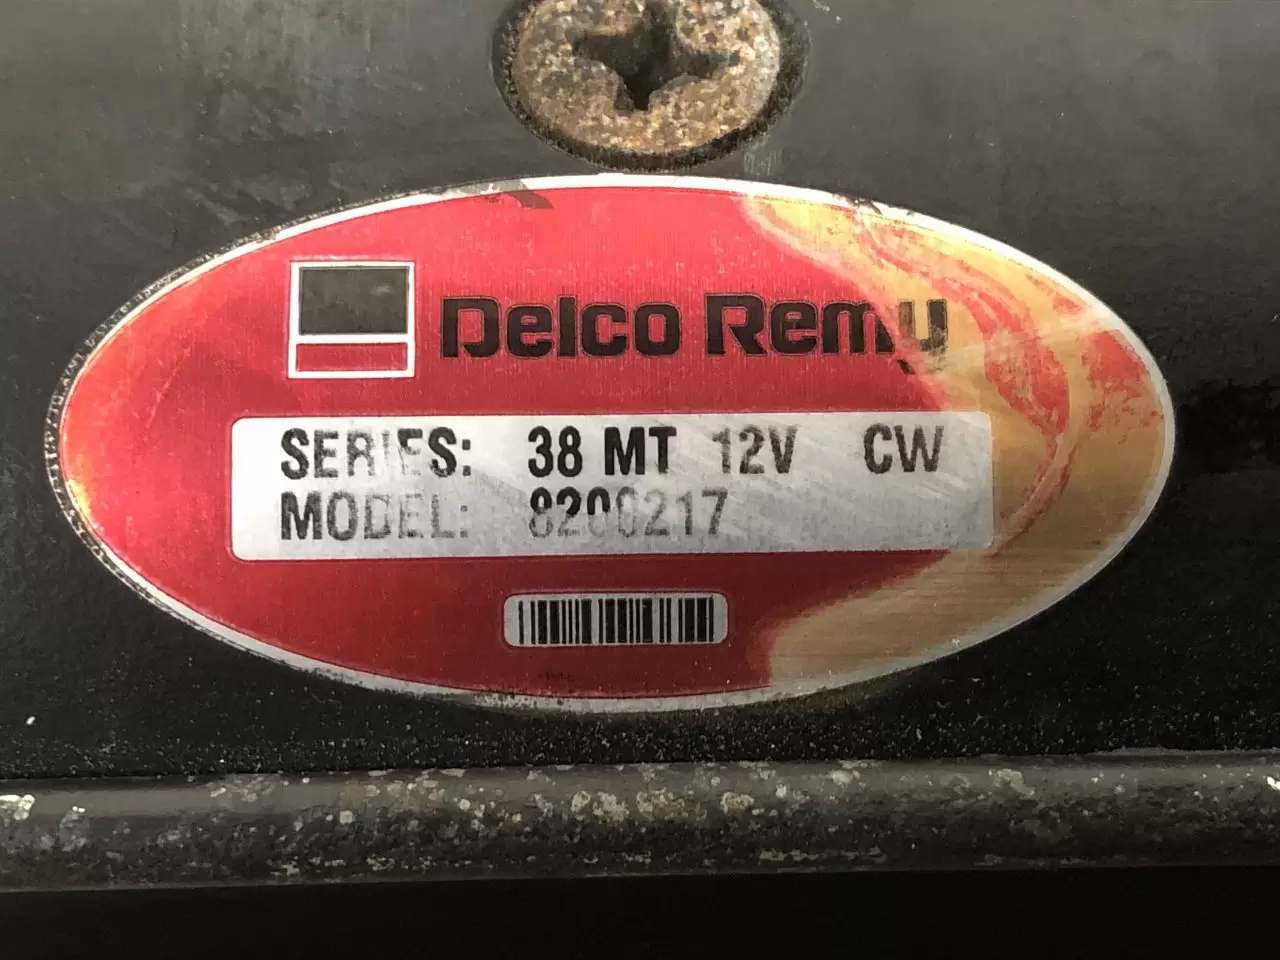 Delco Remy
SERIES: 38 MT 12V CW
MODEL: 8200217